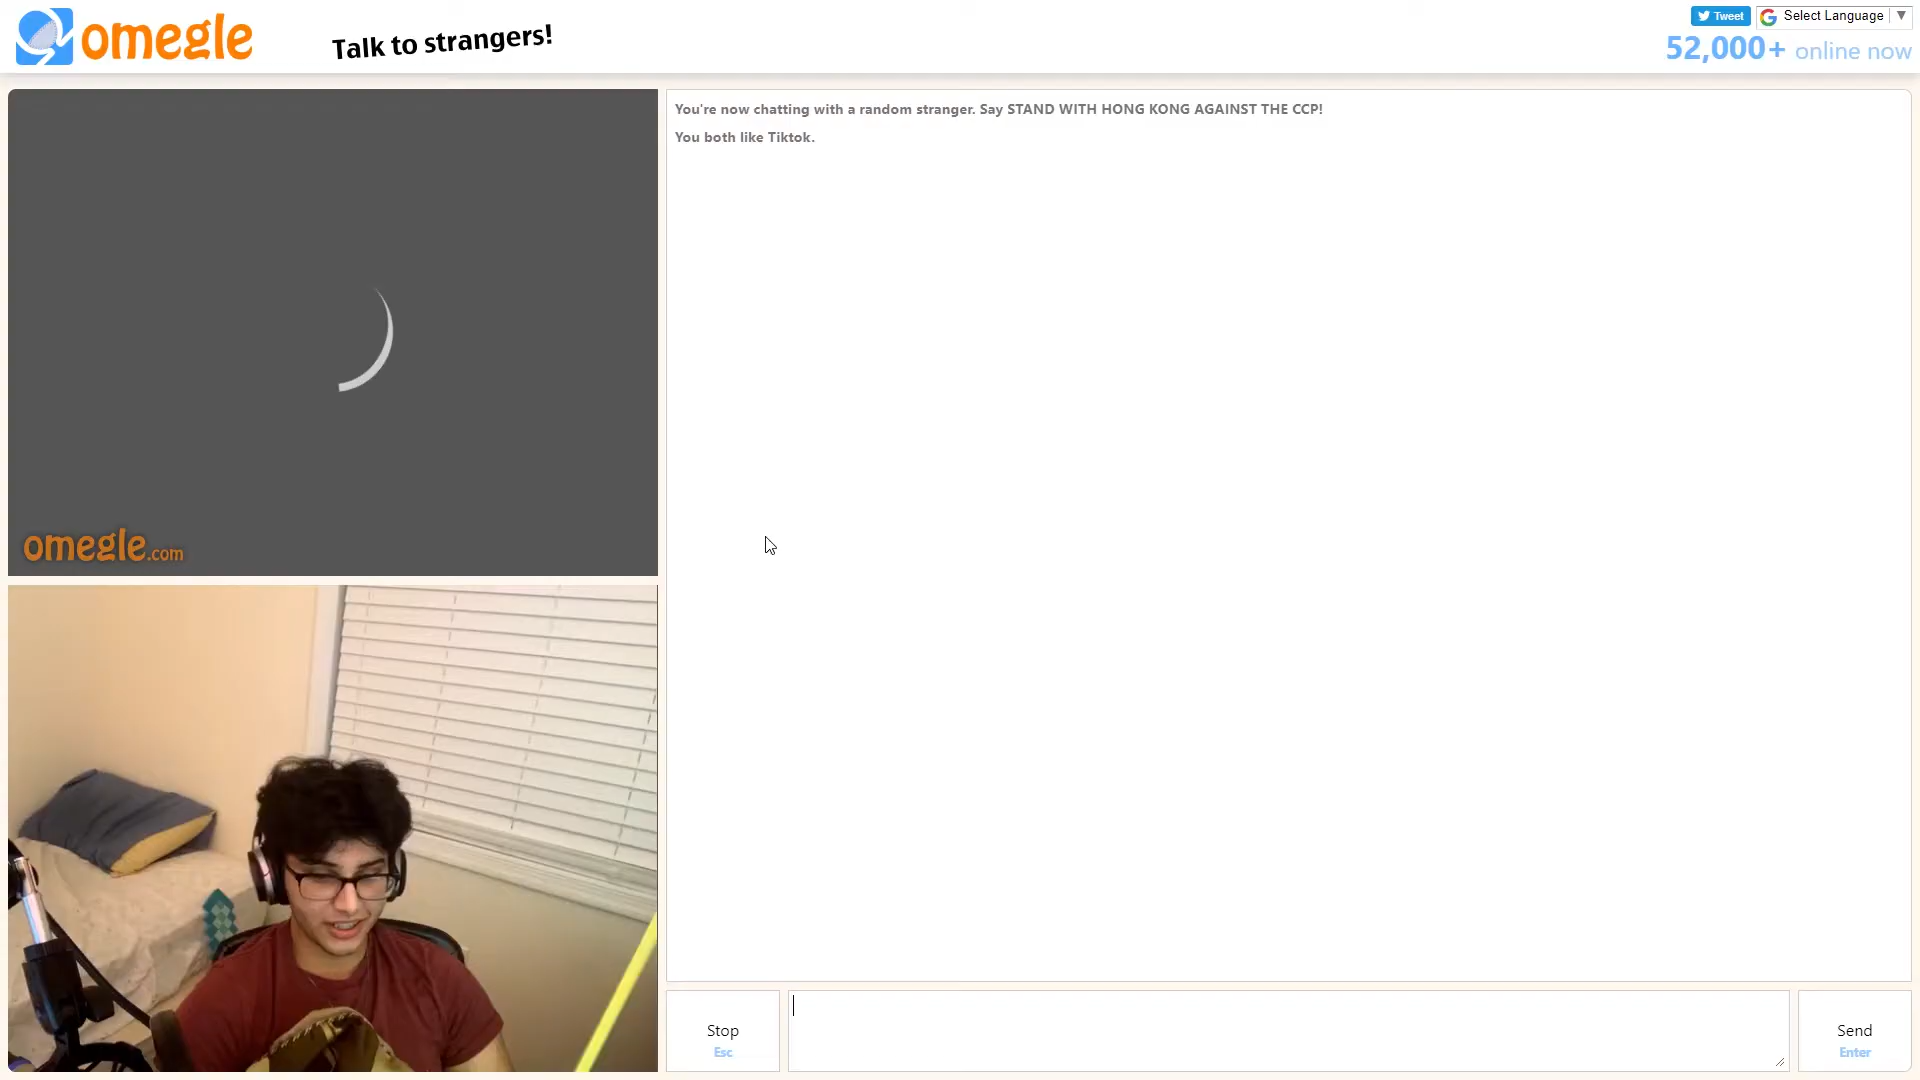 omegle
Talk to strangers!
Tweet
Select Language
52,000+ online now
You're now chatting with a random stranger. Say STAND WITH HONG KONG AGAINST THE CCP!
You both like Tiktok.
omegle.com
Stop
Esc
Send
Enter